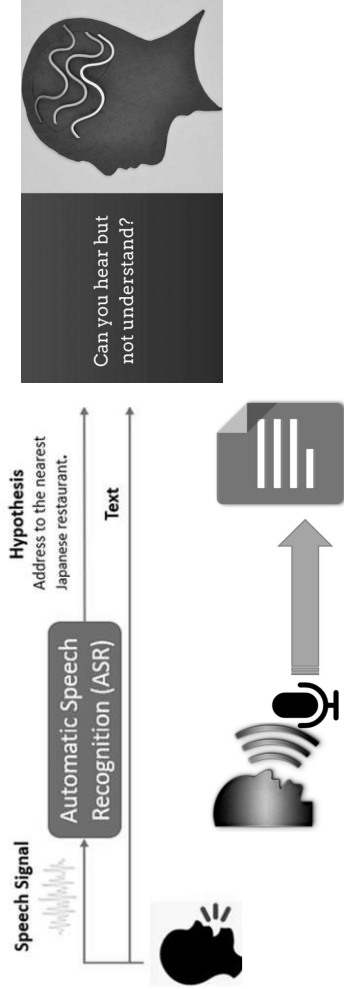 Speech Signal
Automatic Speech
Recognition (ASR)
Hypothesis
Address to the nearest
Japanese restaurant.
Text
Can you hear but
not understand?